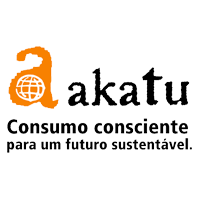 a akatu
Consumo consciente
para um futuro sustentável.